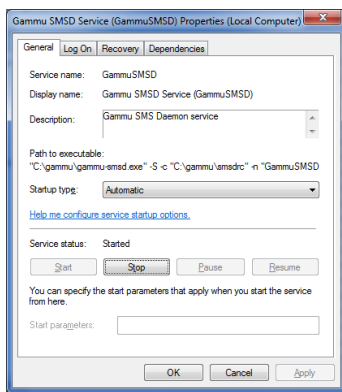 Gammu SMSD Service (GammuSMSD) Properties (Local Computer)
General Log On Recovery Dependencies
Service name: GammuSMSD
Display name: Gammu SMSD Service (GammuSMSD)
Description: Gammu SMS Daemon service
Path to executable:
"C:\gammu\gammu-smsd.exe" -S -c "C:\gammu\smsdrc" -n "GammuSMSD
Startup type: Automatic
Help me configure service startup options.
Service status: Started
Start Stop Pause Resume
You can specify the start parameters that apply when you start the service
from here.
Start parameters:
OK Cancel Apply